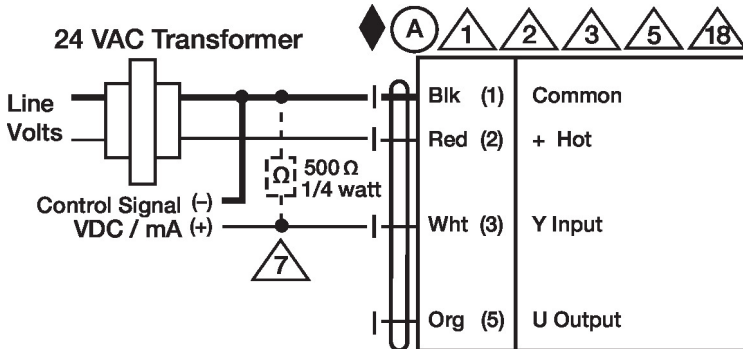 24 VAC Transformer
A 1 2 3 5 18
Line
Volts
Blk (1) Common
Red (2) + Hot
Ω 500 Ω
1/4 watt
Control Signal (–)
VDC / mA (+)
Wht (3) Y Input
7
Org (5) U Output